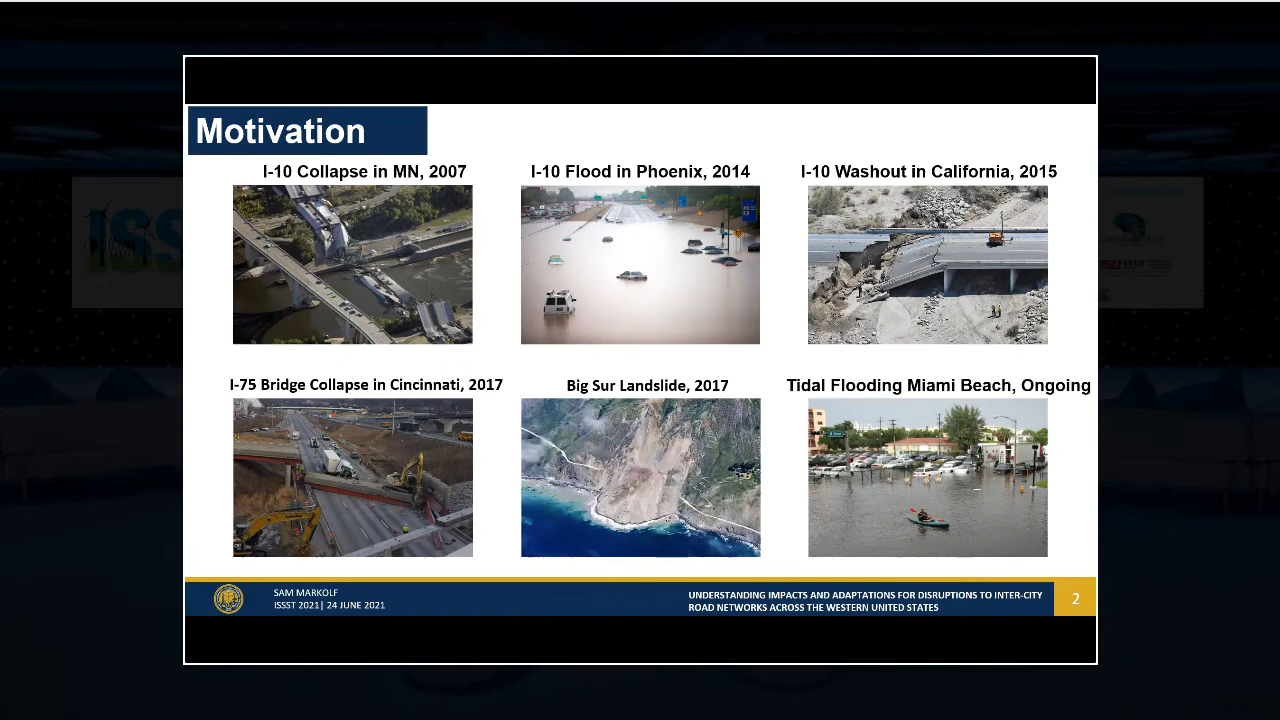 Motivation
I-10 Collapse in MN, 2007
I-10 Flood in Phoenix, 2014
I-10 Washout in California, 2015
I-75 Bridge Collapse in Cincinnati, 2017
Big Sur Landslide, 2017
Tidal Flooding Miami Beach, Ongoing
SAM MARKOLF
ISSST 2021| 24 JUNE 2021
UNDERSTANDING IMPACTS AND ADAPTATIONS FOR DISRUPTIONS TO INTER-CITY
ROAD NETWORKS ACROSS THE WESTERN UNITED STATES
2